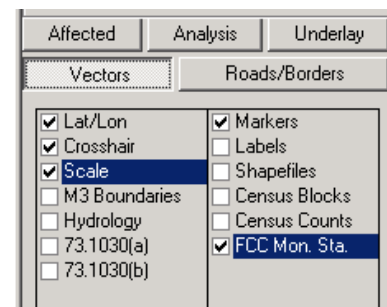 Affected Analysis Underlay
Vectors Roads/Borders
Lat/Lon
Crosshair
Scale
M3 Boundaries
Hydrology
73.1030(a)
73.1030(b)
Markers
Labels
Shapefiles
Census Blocks
Census Counts
FCC Mon. Sta.